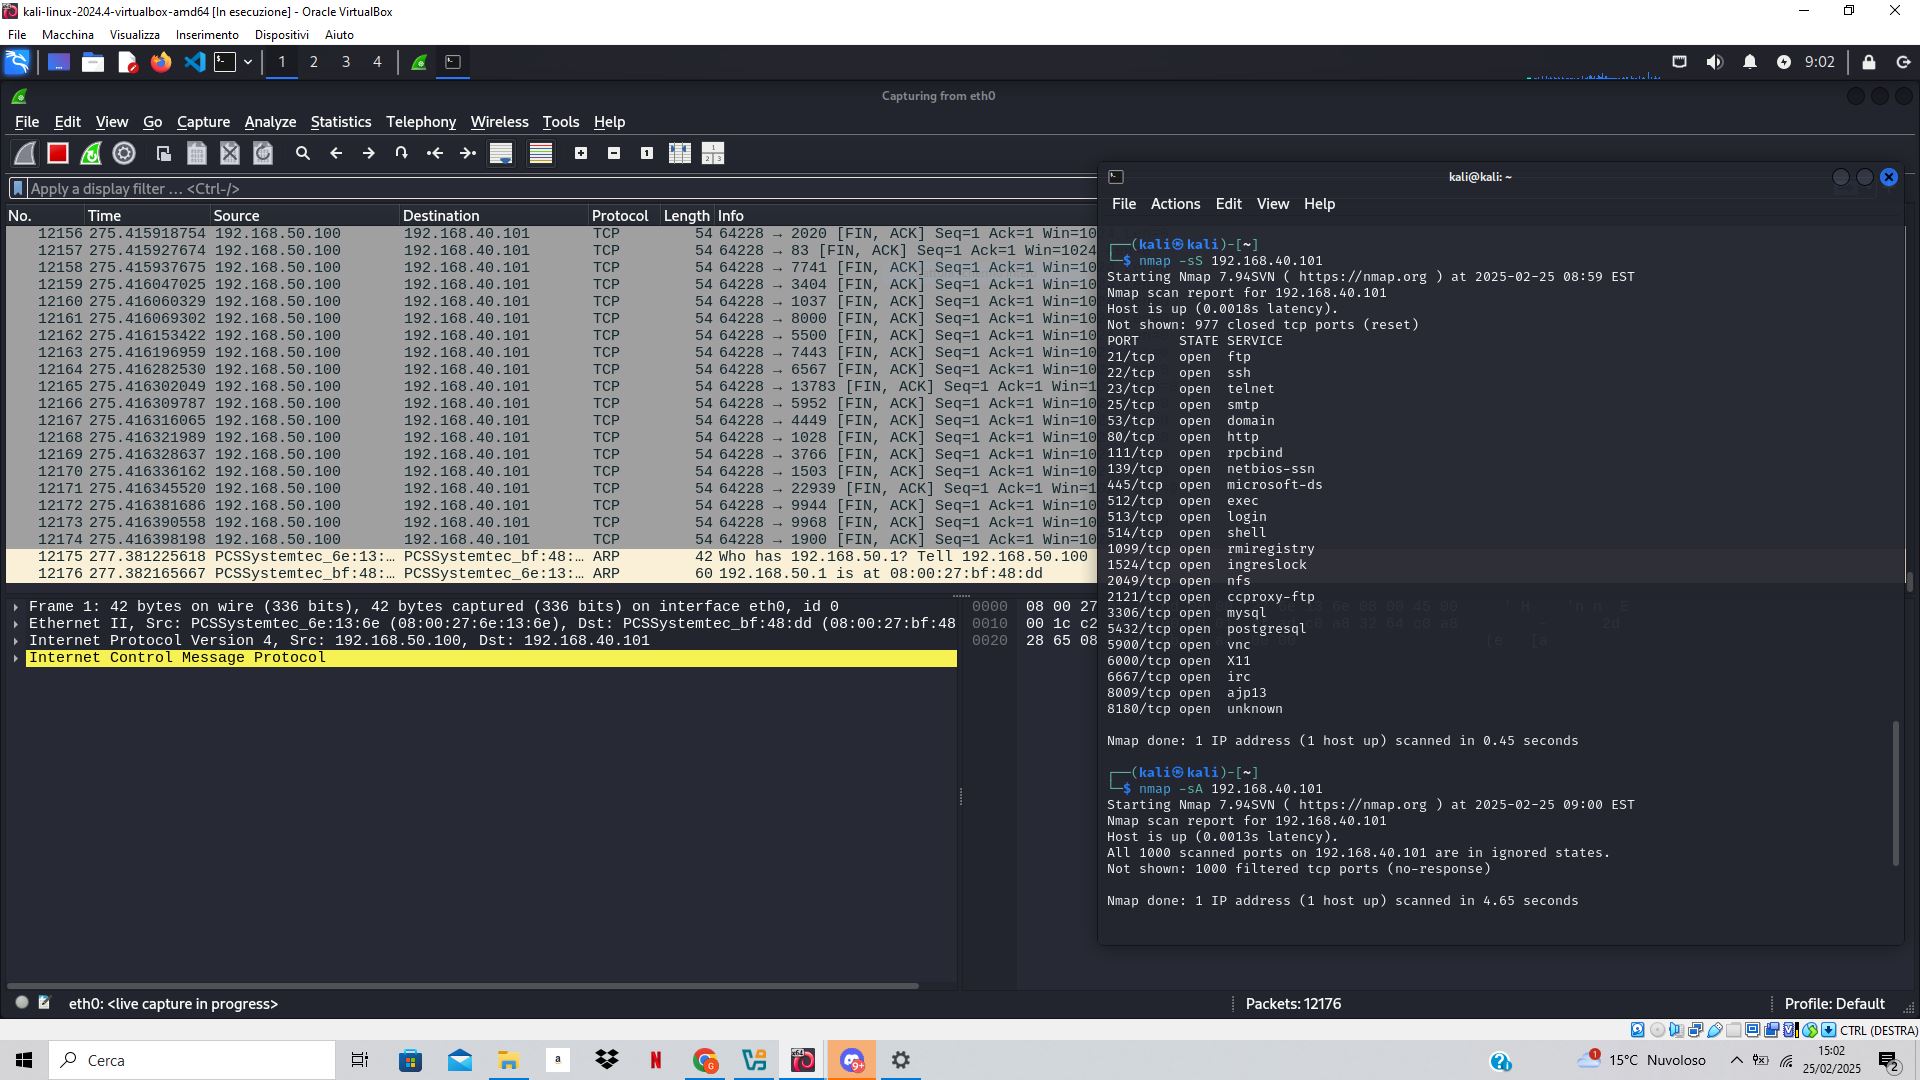 kali-linux-2024.4-virtualbox-amd64 [In esecuzione] - Oracle VirtualBox
File Macchina Visualizza Inserimento Dispositivi Aiuto
1 2 3 4 9:02
Capturing from eth0
File Edit View Go Capture Analyze Statistics Telephony Wireless Tools Help
Apply a display filter … <Ctrl-/>
No. Time Source Destination Protocol Length Info
12156 275.415918754 192.168.50.100 192.168.40.101 TCP 54 64228 → 2020 [FIN, ACK] Seq=1 Ack=1 Win=10
12157 275.415927674 192.168.50.100 192.168.40.101 TCP 54 64228 → 83 [FIN, ACK] Seq=1 Ack=1 Win=1024
12158 275.415937675 192.168.50.100 192.168.40.101 TCP 54 64228 → 7741 [FIN, ACK] Seq=1 Ack=1 Win=10
12159 275.416047025 192.168.50.100 192.168.40.101 TCP 54 64228 → 3404 [FIN, ACK] Seq=1 Ack=1 Win=10
12160 275.416060329 192.168.50.100 192.168.40.101 TCP 54 64228 → 1037 [FIN, ACK] Seq=1 Ack=1 Win=10
12161 275.416069302 192.168.50.100 192.168.40.101 TCP 54 64228 → 8000 [FIN, ACK] Seq=1 Ack=1 Win=10
12162 275.416153422 192.168.50.100 192.168.40.101 TCP 54 64228 → 5500 [FIN, ACK] Seq=1 Ack=1 Win=10
12163 275.416196959 192.168.50.100 192.168.40.101 TCP 54 64228 → 7443 [FIN, ACK] Seq=1 Ack=1 Win=10
12164 275.416282530 192.168.50.100 192.168.40.101 TCP 54 64228 → 6567 [FIN, ACK] Seq=1 Ack=1 Win=10
12165 275.416302049 192.168.50.100 192.168.40.101 TCP 54 64228 → 13783 [FIN, ACK] Seq=1 Ack=1 Win=1
12166 275.416309787 192.168.50.100 192.168.40.101 TCP 54 64228 → 5952 [FIN, ACK] Seq=1 Ack=1 Win=10
12167 275.416316065 192.168.50.100 192.168.40.101 TCP 54 64228 → 4449 [FIN, ACK] Seq=1 Ack=1 Win=10
12168 275.416321989 192.168.50.100 192.168.40.101 TCP 54 64228 → 1028 [FIN, ACK] Seq=1 Ack=1 Win=10
12169 275.416328637 192.168.50.100 192.168.40.101 TCP 54 64228 → 3766 [FIN, ACK] Seq=1 Ack=1 Win=10
12170 275.416336162 192.168.50.100 192.168.40.101 TCP 54 64228 → 1503 [FIN, ACK] Seq=1 Ack=1 Win=10
12171 275.416345520 192.168.50.100 192.168.40.101 TCP 54 64228 → 22939 [FIN, ACK] Seq=1 Ack=1 Win=1
12172 275.416381686 192.168.50.100 192.168.40.101 TCP 54 64228 → 9944 [FIN, ACK] Seq=1 Ack=1 Win=10
12173 275.416390558 192.168.50.100 192.168.40.101 TCP 54 64228 → 9968 [FIN, ACK] Seq=1 Ack=1 Win=10
12174 275.416398198 192.168.50.100 192.168.40.101 TCP 54 64228 → 1900 [FIN, ACK] Seq=1 Ack=1 Win=10
12175 277.381225618 PCSSystemtec_6e:13:… PCSSystemtec_bf:48:… ARP 42 Who has 192.168.50.1? Tell 192.168.50.100
12176 277.382165667 PCSSystemtec_bf:48:… PCSSystemtec_6e:13:… ARP 60 192.168.50.1 is at 08:00:27:bf:48:dd
Frame 1: 42 bytes on wire (336 bits), 42 bytes captured (336 bits) on interface eth0, id 0
Ethernet II, Src: PCSSystemtec_6e:13:6e (08:00:27:6e:13:6e), Dst: PCSSystemtec_bf:48:dd (08:00:27:bf:48
Internet Protocol Version 4, Src: 192.168.50.100, Dst: 192.168.40.101
Internet Control Message Protocol
0000 08 00 27
0010 00 1c c2
0020 28 65 08
kali@kali: ~
File Actions Edit View Help
┌──(kali㉿kali)-[~]
└─$ nmap -sS 192.168.40.101
Starting Nmap 7.94SVN ( https://nmap.org ) at 2025-02-25 08:59 EST
Nmap scan report for 192.168.40.101
Host is up (0.0018s latency).
Not shown: 977 closed tcp ports (reset)
PORT STATE SERVICE
21/tcp open ftp
22/tcp open ssh
23/tcp open telnet
25/tcp open smtp
53/tcp open domain
80/tcp open http
111/tcp open rpcbind
139/tcp open netbios-ssn
445/tcp open microsoft-ds
512/tcp open exec
513/tcp open login
514/tcp open shell
1099/tcp open rmiregistry
1524/tcp open ingreslock
2049/tcp open nfs
2121/tcp open ccproxy-ftp
3306/tcp open mysql
5432/tcp open postgresql
5900/tcp open vnc
6000/tcp open X11
6667/tcp open irc
8009/tcp open ajp13
8180/tcp open unknown
Nmap done: 1 IP address (1 host up) scanned in 0.45 seconds
┌──(kali㉿kali)-[~]
└─$ nmap -sA 192.168.40.101
Starting Nmap 7.94SVN ( https://nmap.org ) at 2025-02-25 09:00 EST
Nmap scan report for 192.168.40.101
Host is up (0.0013s latency).
All 1000 scanned ports on 192.168.40.101 are in ignored states.
Not shown: 1000 filtered tcp ports (no-response)
Nmap done: 1 IP address (1 host up) scanned in 4.65 seconds
eth0: <live capture in progress> Packets: 12176 Profile: Default
CTRL (DESTRA)
Cerca
15°C Nuvoloso
15:02
25/02/2025